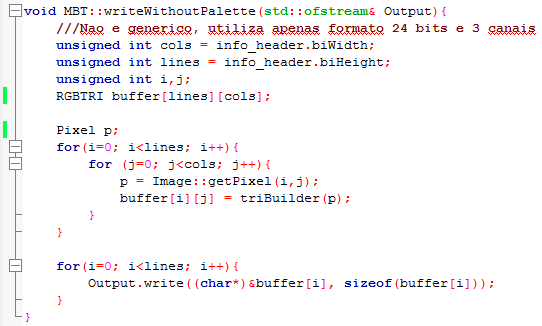 void MBT::writeWithoutPalette(std::ofstream& Output){
///Nao e generico, utiliza apenas formato 24 bits e 3 canais
unsigned int cols = info_header.biWidth;
unsigned int lines = info_header.biHeight;
unsigned int i,j;
RGBTRI buffer[lines][cols];
Pixel p;
for(i=0; i<lines; i++){
for (j=0; j<cols; j++){
p = Image::getPixel(i,j);
buffer[i][j] = triBuilder(p);
}
}
for(i=0; i<lines; i++){
Output.write((char*)&buffer[i], sizeof(buffer[i]));
}
}